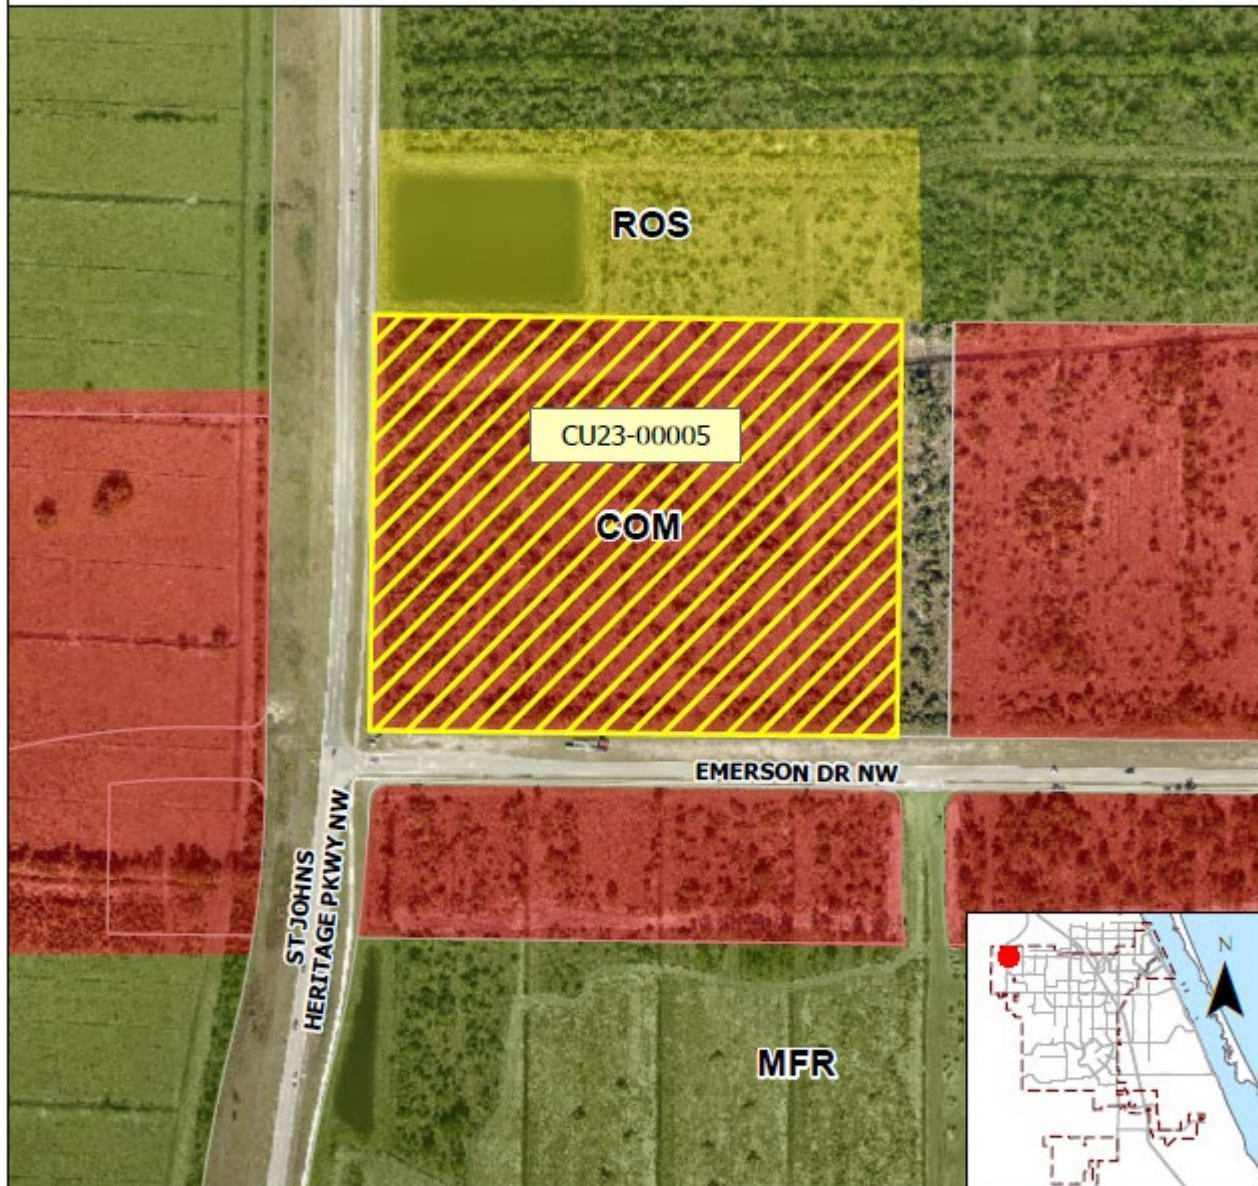 ROS
CU23-00005
COM
EMERSON DR NW
ST JOHNS
HERITAGE PKWY NW
MFR
N